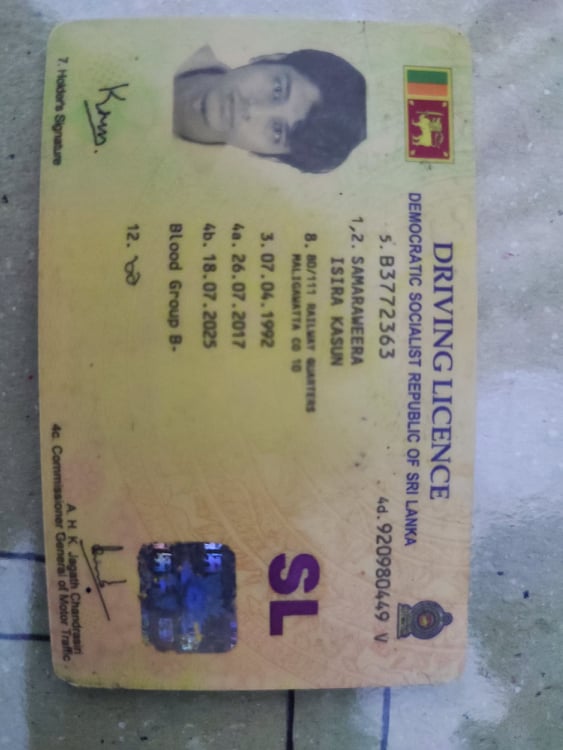 DRIVING LICENCE
DEMOCRATIC SOCIALIST REPUBLIC OF SRI LANKA
5. B3772363
4d. 920980449 V
1,2. SAMARAWEERA
ISIRA KASUN
8. 80/111 RAILWAY QUARTERS
MALIGAWATTA CO 10
SL
3. 07.04.1992
4a. 26.07.2017
4b. 18.07.2025
Blood Group B-
12.
7. Holder's Signature
A. H. K. Jagath Chandrasiri
4c. Commissioner General of Motor Traffic